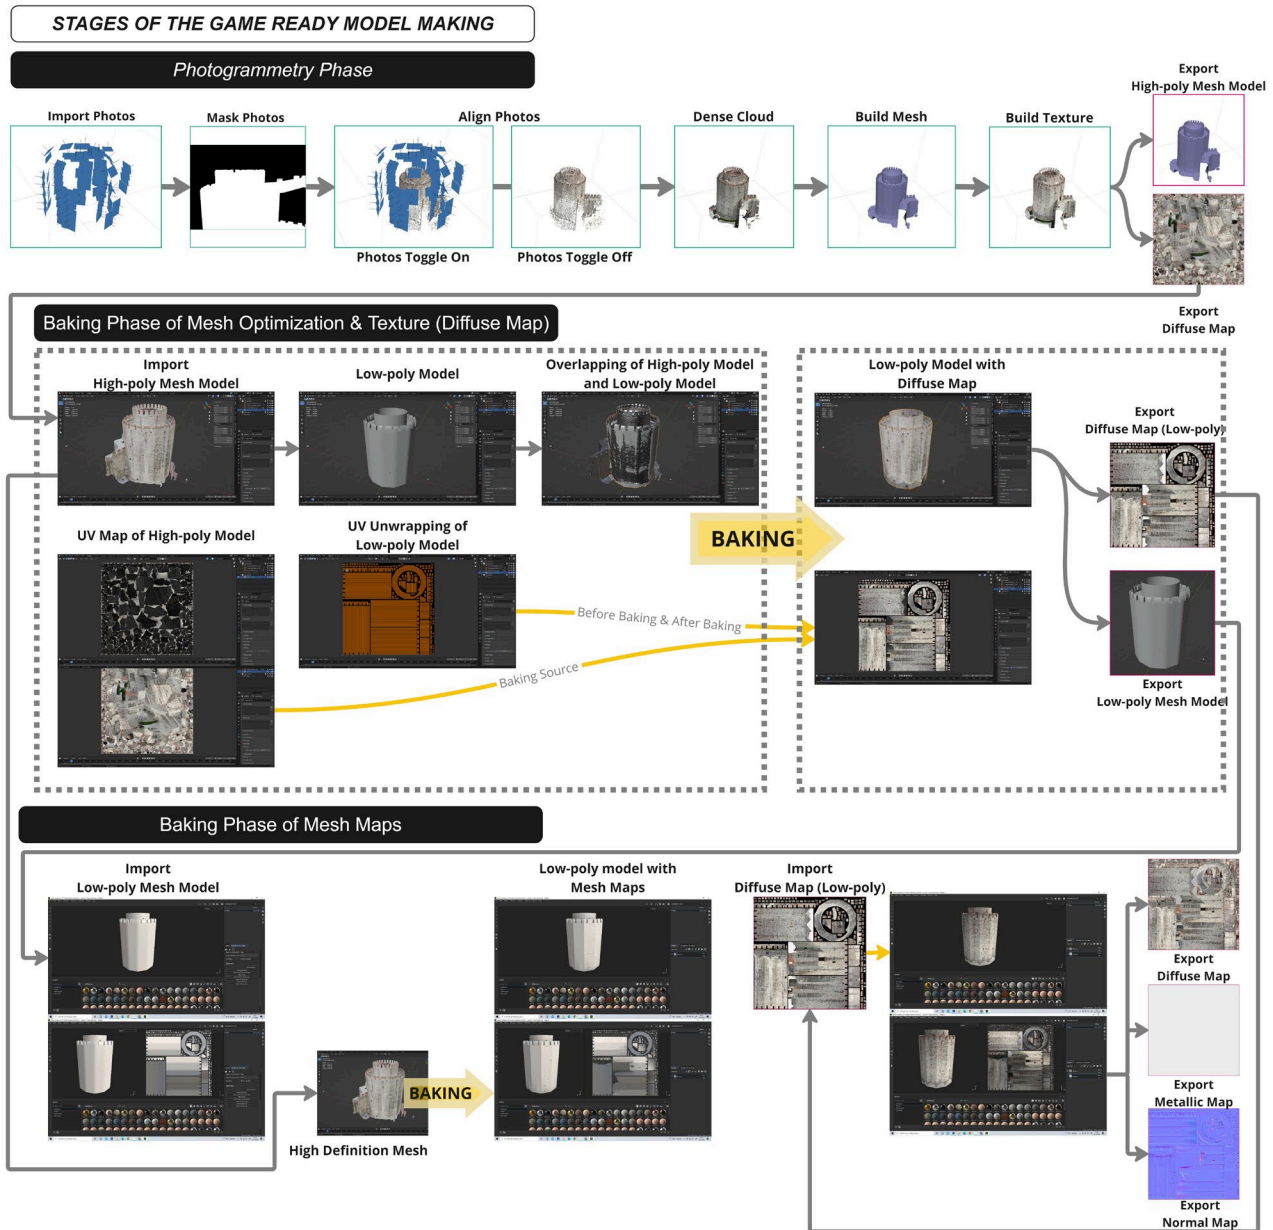 STAGES OF THE GAME READY MODEL MAKING
Photogrammetry Phase
Import Photos
Mask Photos
Align Photos
Dense Cloud
Build Mesh
Build Texture
Export
High-poly Mesh Model
Photos Toggle On
Photos Toggle Off
Export
Diffuse Map
Baking Phase of Mesh Optimization & Texture (Diffuse Map)
Import
High-poly Mesh Model
Low-poly Model
Overlapping of High-poly Model
and Low-poly Model
Low-poly Model with
Diffuse Map
Export
Diffuse Map (Low-poly)
UV Map of High-poly Model
UV Unwrapping of
Low-poly Model
BAKING
Before Baking & After Baking
Baking Source
Export
Low-poly Mesh Model
Baking Phase of Mesh Maps
Import
Low-poly Mesh Model
Low-poly model with
Mesh Maps
Import
Diffuse Map (Low-poly)
Export
Diffuse Map
BAKING
High Definition Mesh
Export
Metallic Map
Export
Normal Map